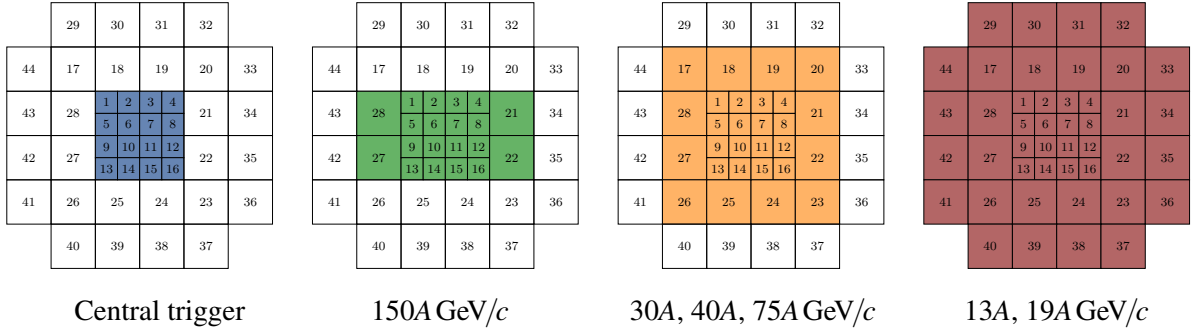 29 30 31 32 29 30 31 32 29 30 31 32 29 30 31 32
44 17 18 19 20 33 44 17 18 19 20 33 44 17 18 19 20 33 44 17 18 19 20 33
1 2 3 4 1 2 3 4 1 2 3 4 1 2 3 4
43 28 21 34 43 28 21 34 43 28 21 34 43 28 21 34
5 6 7 8 5 6 7 8 5 6 7 8 5 6 7 8
9 10 11 12 9 10 11 12 9 10 11 12 9 10 11 12
42 27 22 35 42 27 22 35 42 27 22 35 42 27 22 35
13 14 15 16 13 14 15 16 13 14 15 16 13 14 15 16
41 26 25 24 23 36 41 26 25 24 23 36 41 26 25 24 23 36 41 26 25 24 23 36
40 39 38 37 40 39 38 37 40 39 38 37 40 39 38 37
Central trigger 150A GeV/c 30A, 40A, 75A GeV/c 13A, 19A GeV/c